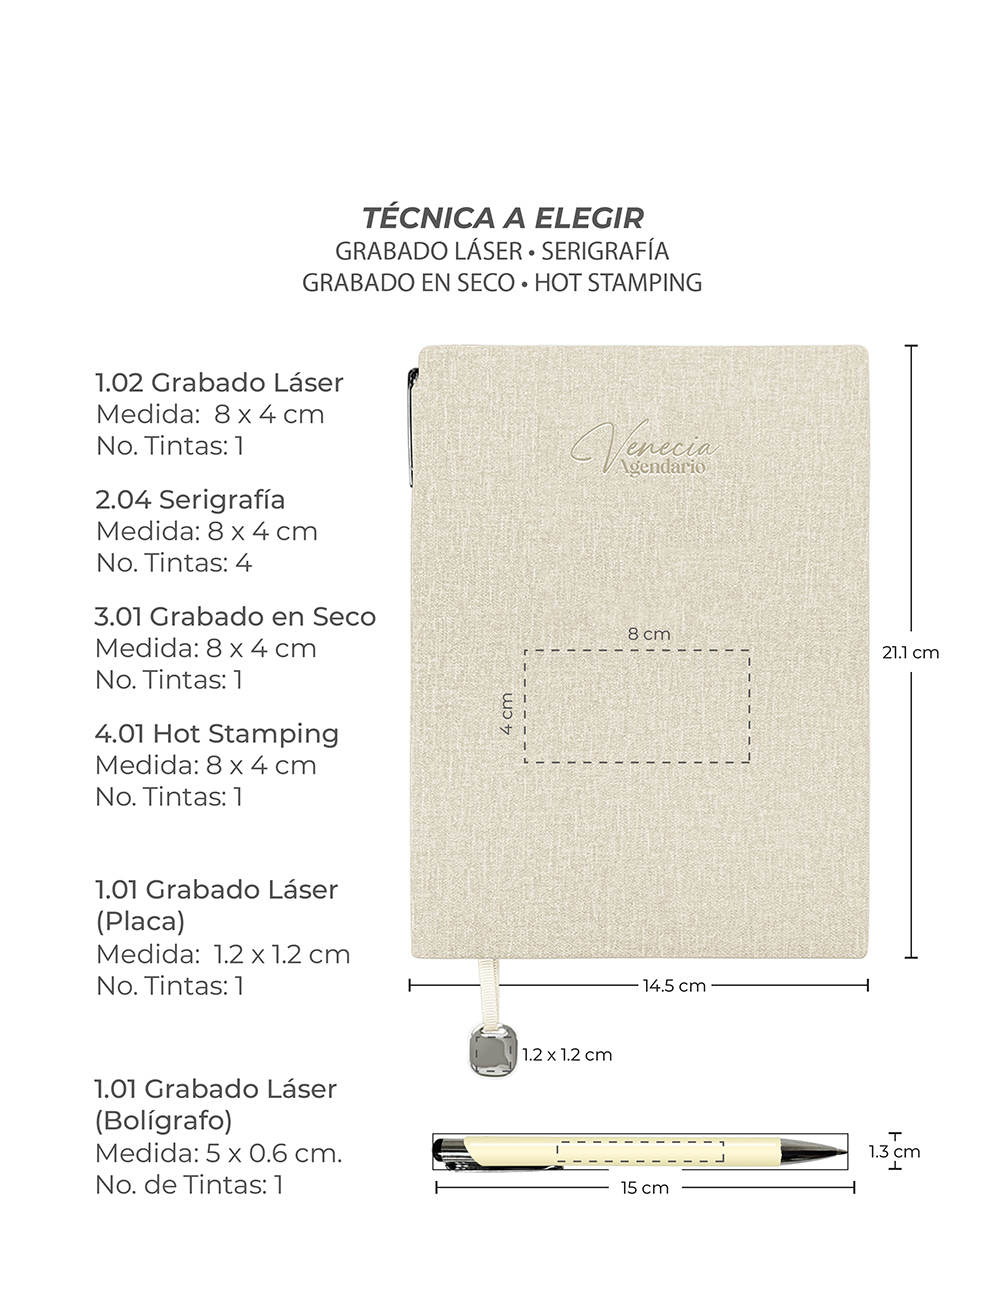 TÉCNICA A ELEGIR
GRABADO LÁSER • SERIGRAFÍA
GRABADO EN SECO • HOT STAMPING
1.02 Grabado Láser
Medida: 8 x 4 cm
No. Tintas: 1
2.04 Serigrafía
Medida: 8 x 4 cm
No. Tintas: 4
3.01 Grabado en Seco
Medida: 8 x 4 cm
No. Tintas: 1
4.01 Hot Stamping
Medida: 8 x 4 cm
No. Tintas: 1
1.01 Grabado Láser
(Placa)
Medida: 1.2 x 1.2 cm
No. Tintas: 1
1.01 Grabado Láser
(Bolígrafo)
Medida: 5 x 0.6 cm.
No. de Tintas: 1
Venecia
Agendario
8 cm
4 cm
21.1 cm
14.5 cm
1.2 x 1.2 cm
1.3 cm
15 cm